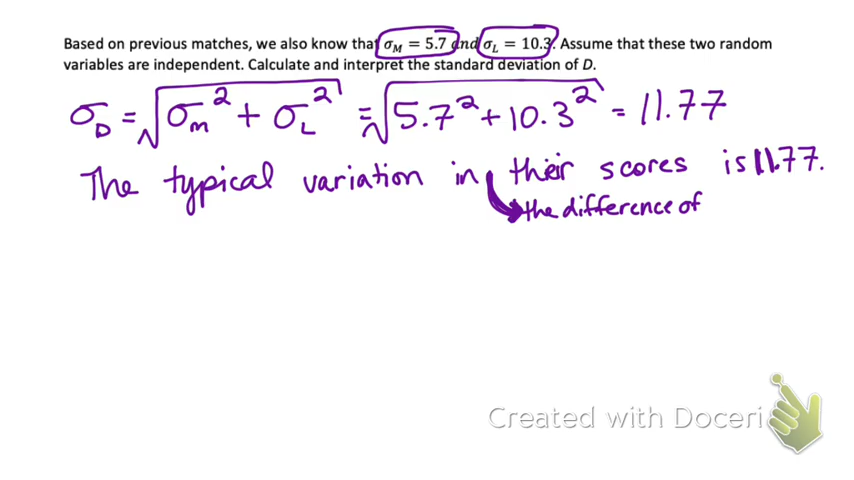 Based on previous matches, we also know that σ_M = 5.7 and σ_L = 10.3. Assume that these two random
variables are independent. Calculate and interpret the standard deviation of D.
σ_D = √(σ_m² + σ_L²) = √(5.7² + 10.3²) = 11.77
The typical variation in their scores is 11.77.
the difference of
Created with Doceri